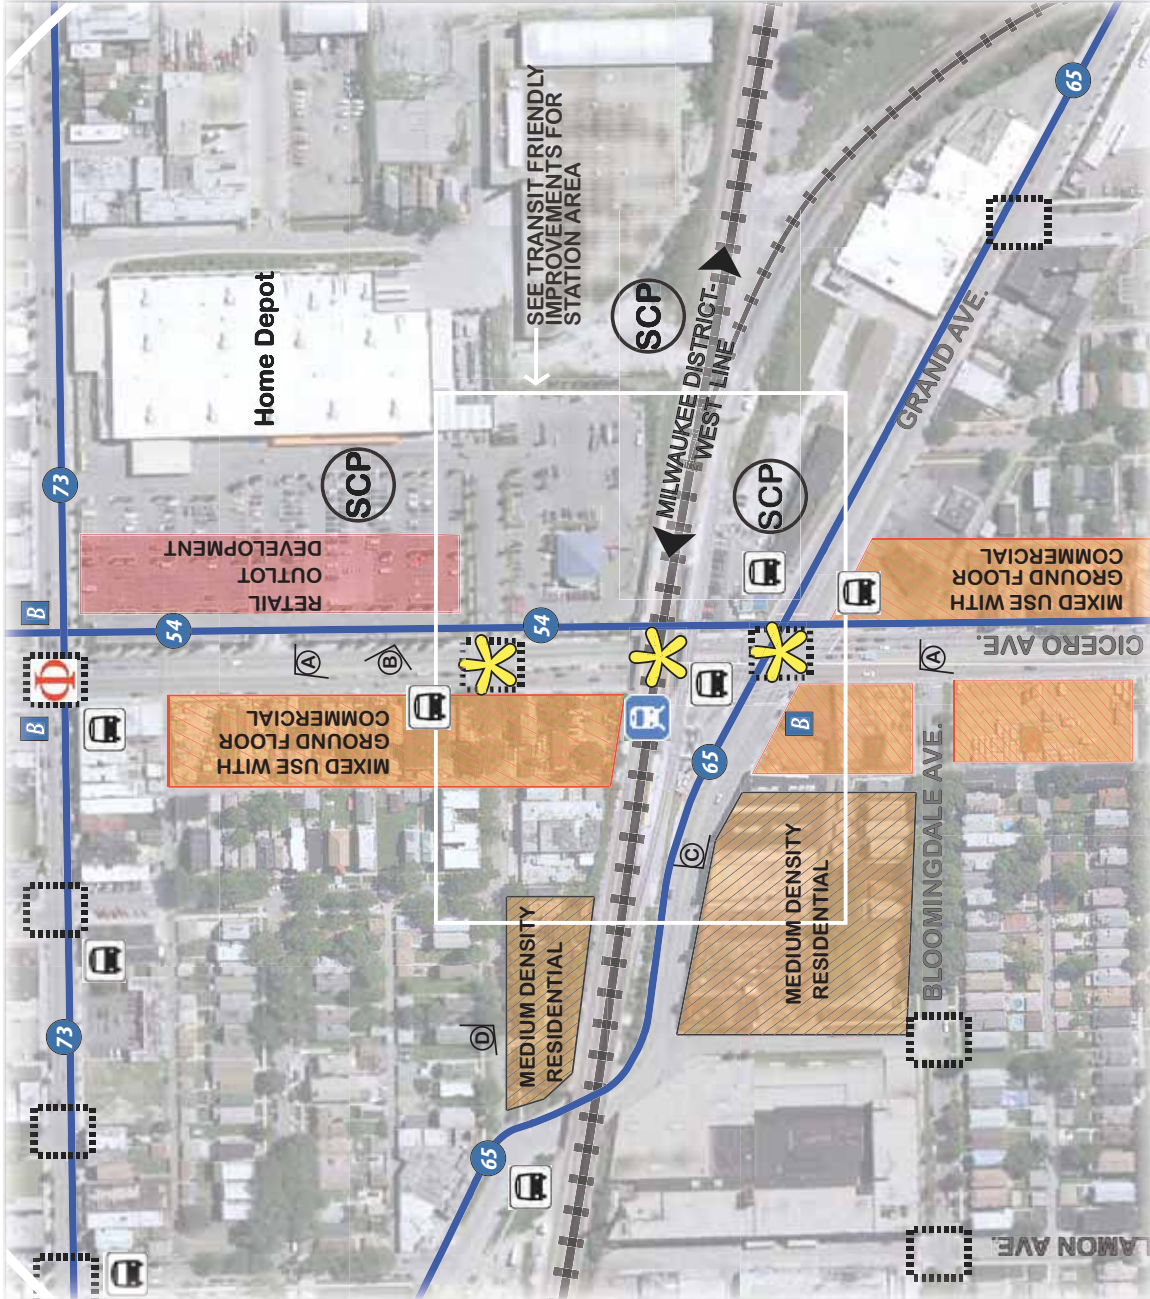 73
B
54
Ф
B
73
Home Depot
SCP
RETAIL
OUTLOT
DEVELOPMENT
A
B
MIXED USE WITH
GROUND FLOOR
COMMERCIAL
SEE TRANSIT FRIENDLY
IMPROVEMENTS FOR
STATION AREA
SCP
54
MILWAUKEE DISTRICT-
WEST LINE
SCP
65
GRAND AVE.
65
C
B
A
CICERO AVE.
MIXED USE WITH
GROUND FLOOR
COMMERCIAL
D
MEDIUM DENSITY
RESIDENTIAL
MEDIUM DENSITY
RESIDENTIAL
BLOOMINGDALE AVE.
65
LAMON AVE.